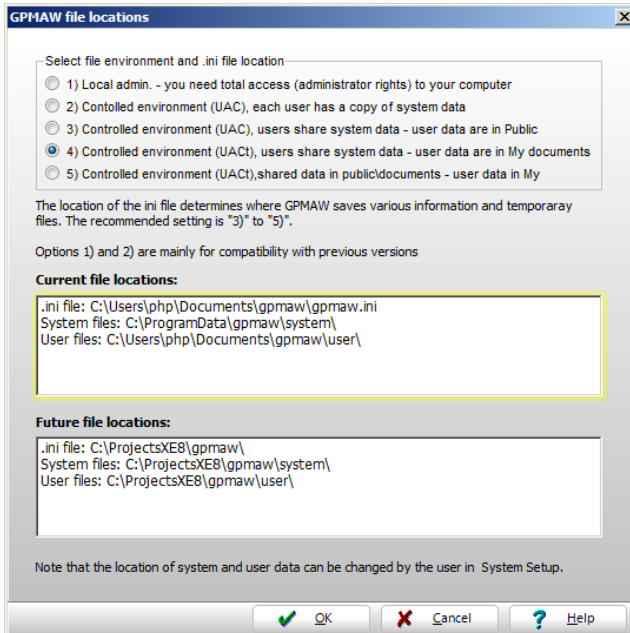 GPMAW file locations
Select file environment and .ini file location
1) Local admin. - you need total access (administrator rights) to your computer
2) Contolled environment (UAC), each user has a copy of system data
3) Controlled environment (UAC), users share system data - user data are in Public
4) Controlled environment (UACt), users share system data - user data are in My documents
5) Controlled environment (UACt),shared data in public\documents - user data in My
The location of the ini file determines where GPMAW saves various information and temporaray
files. The recommended setting is "3)" to "5)".
Options 1) and 2) are mainly for compatibility with previous versions
Current file locations:
.ini file: C:\Users\php\Documents\gpmaw\gpmaw.ini
System files: C:\ProgramData\gpmaw\system\
User files: C:\Users\php\Documents\gpmaw\user\
Future file locations:
.ini file: C:\ProjectsXE8\gpmaw\
System files: C:\ProjectsXE8\gpmaw\system\
User files: C:\ProjectsXE8\gpmaw\user\
Note that the location of system and user data can be changed by the user in System Setup.
OK Cancel Help